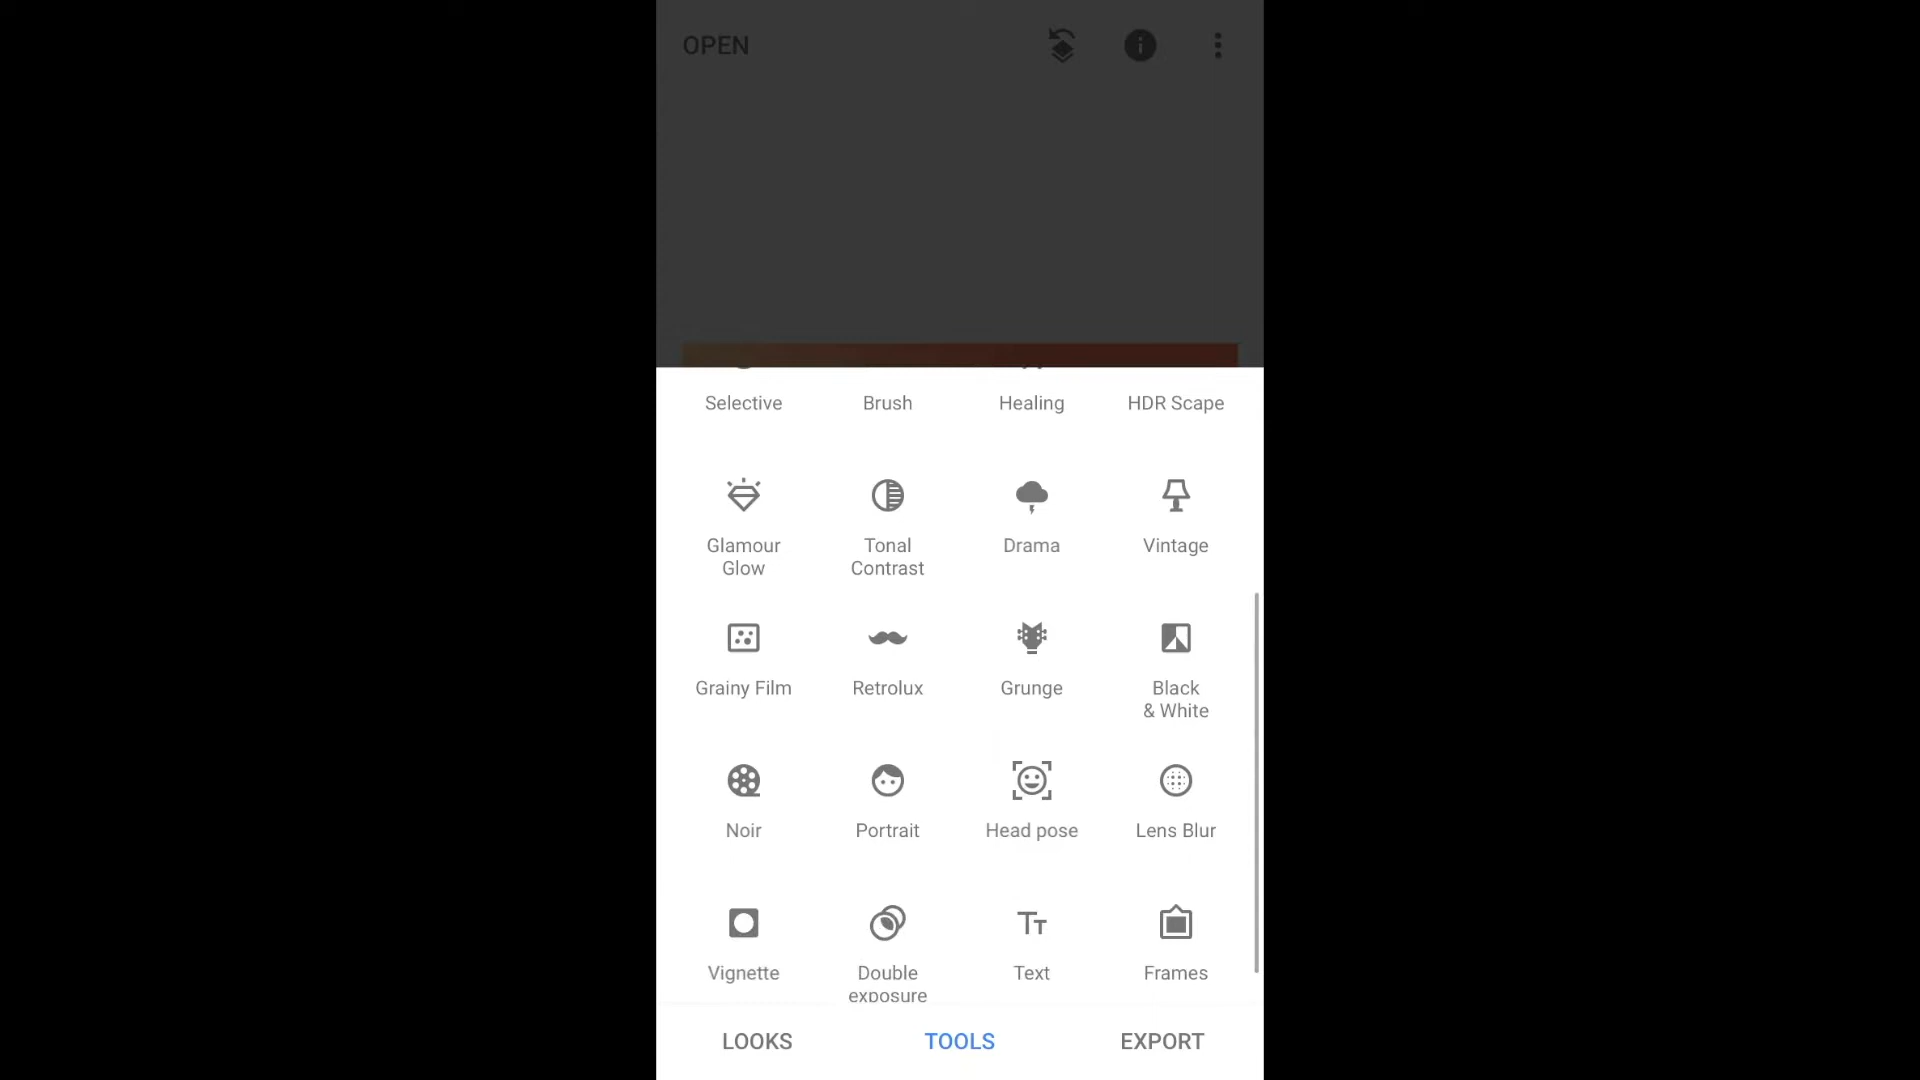 OPEN
Selective Brush Healing HDR Scape
Glamour Tonal Drama Vintage
Glow Contrast
Grainy Film Retrolux Grunge Black
& White
Noir Portrait Head pose Lens Blur
Vignette Double Text Frames
exposure
LOOKS TOOLS EXPORT